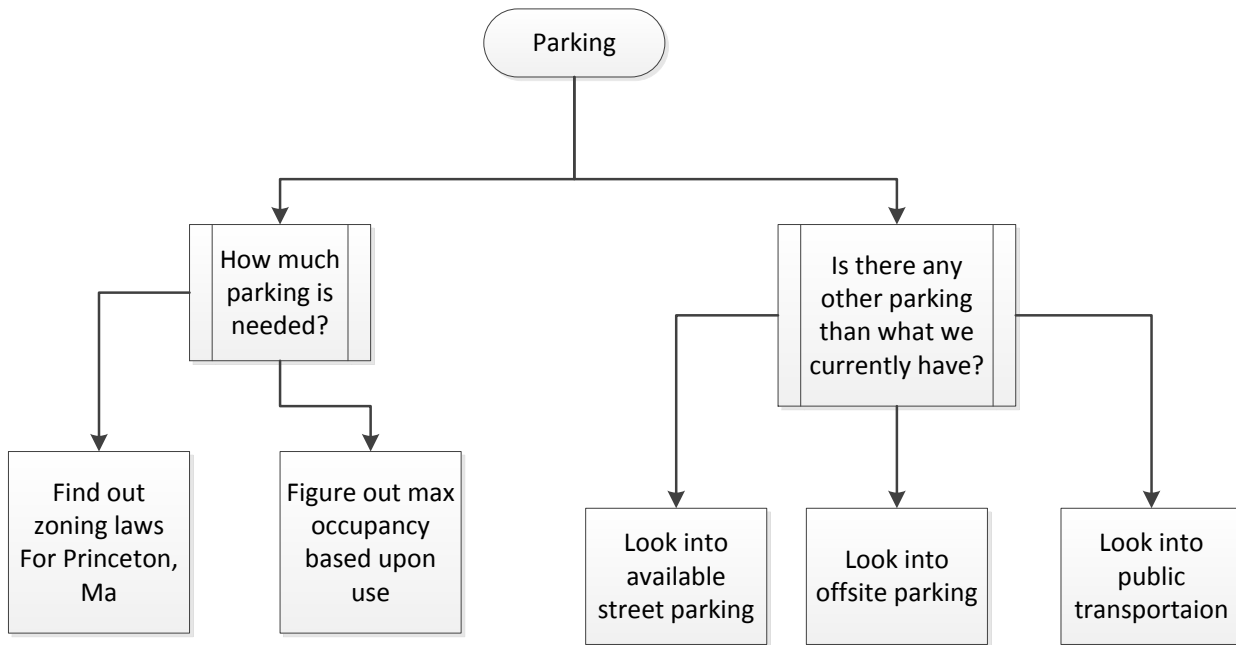 Parking
How much
parking is
needed?
Is there any
other parking
than what we
currently have?
Find out
zoning laws
For Princeton,
Ma
Figure out max
occupancy
based upon
use
Look into
available
street parking
Look into
offsite parking
Look into
public
transportaion